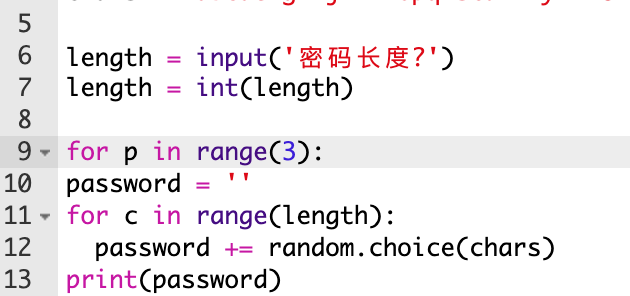 5
6 length = input('密码长度?')
7 length = int(length)
8
9 for p in range(3):
10 password = ''
11 for c in range(length):
12   password += random.choice(chars)
13 print(password)